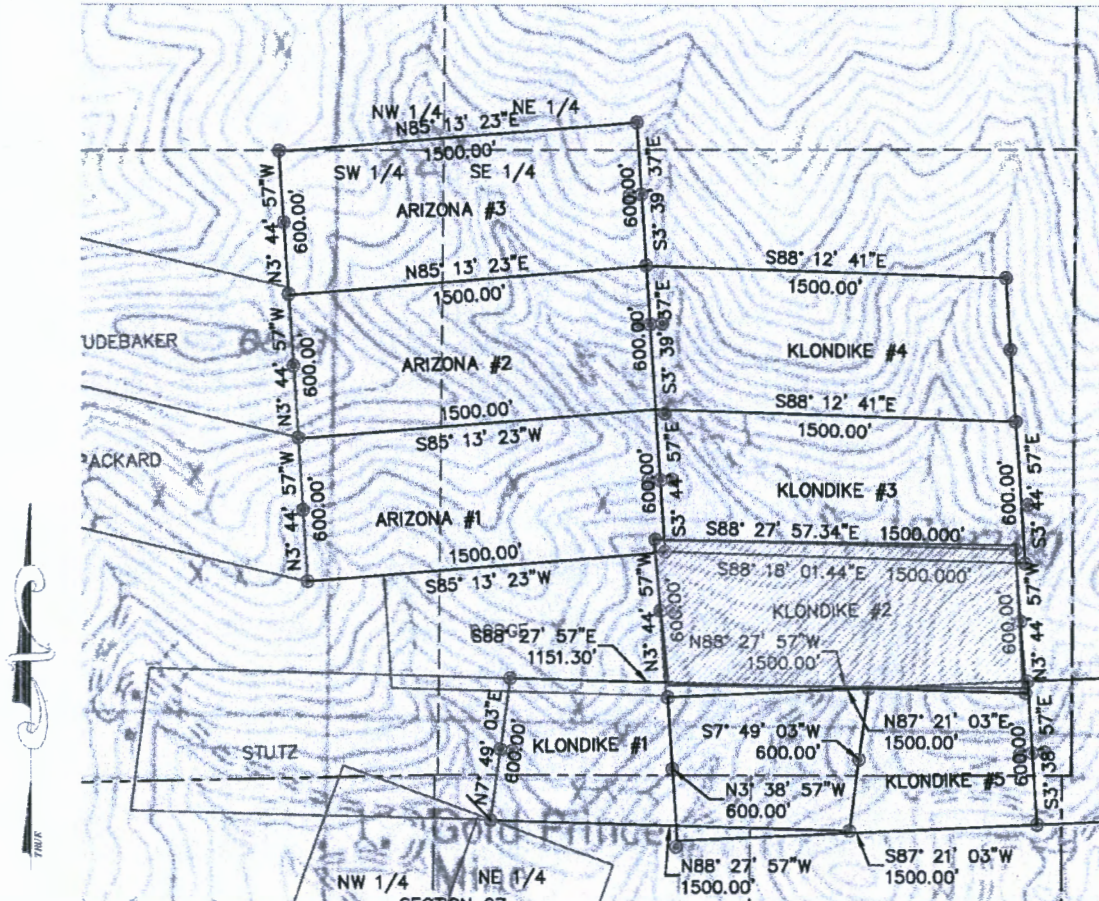 NW 1/4 NE 1/4
N85° 13' 23"E
1500.00'
SW 1/4 SE 1/4
N3° 44' 57"W
600.00'
ARIZONA #3
600.00'
S3° 39' 37"E
N85° 13' 23"E
1500.00'
S88° 12' 41"E
1500.00'
UDEBAKER
N3° 44' 57"W
600.00'
ARIZONA #2
600.00'
S3° 39' 37"E
KLONDIKE #4
1500.00'
S85° 13' 23"W
S88° 12' 41"E
1500.00'
PACKARD
N3° 44' 57"W
600.00'
ARIZONA #1
600.00'
S3° 44' 57"E
KLONDIKE #3
600.00'
S3° 44' 57"E
1500.00'
S85° 13' 23"W
S88° 27' 57.34"E 1500.000'
S88° 18' 01.44"E 1500.000'
N3° 44' 57"W
600.00'
KLONDIKE #2
600.00'
N3° 44' 57"W
S88° 27' 57"E
1151.30'
N88° 27' 57"W
1500.00'
STUTZ
N7° 49' 03"E
600.00'
KLONDIKE #1
S7° 49' 03"W
600.00'
N87° 21' 03"E
1500.00'
600.00'
S3° 38' 57"E
N3° 38' 57"W
600.00'
KLONDIKE #5
Gold Prince
Mine
N88° 27' 57"W
1500.00'
S87° 21' 03"W
1500.00'
NW 1/4 NE 1/4
TRUE